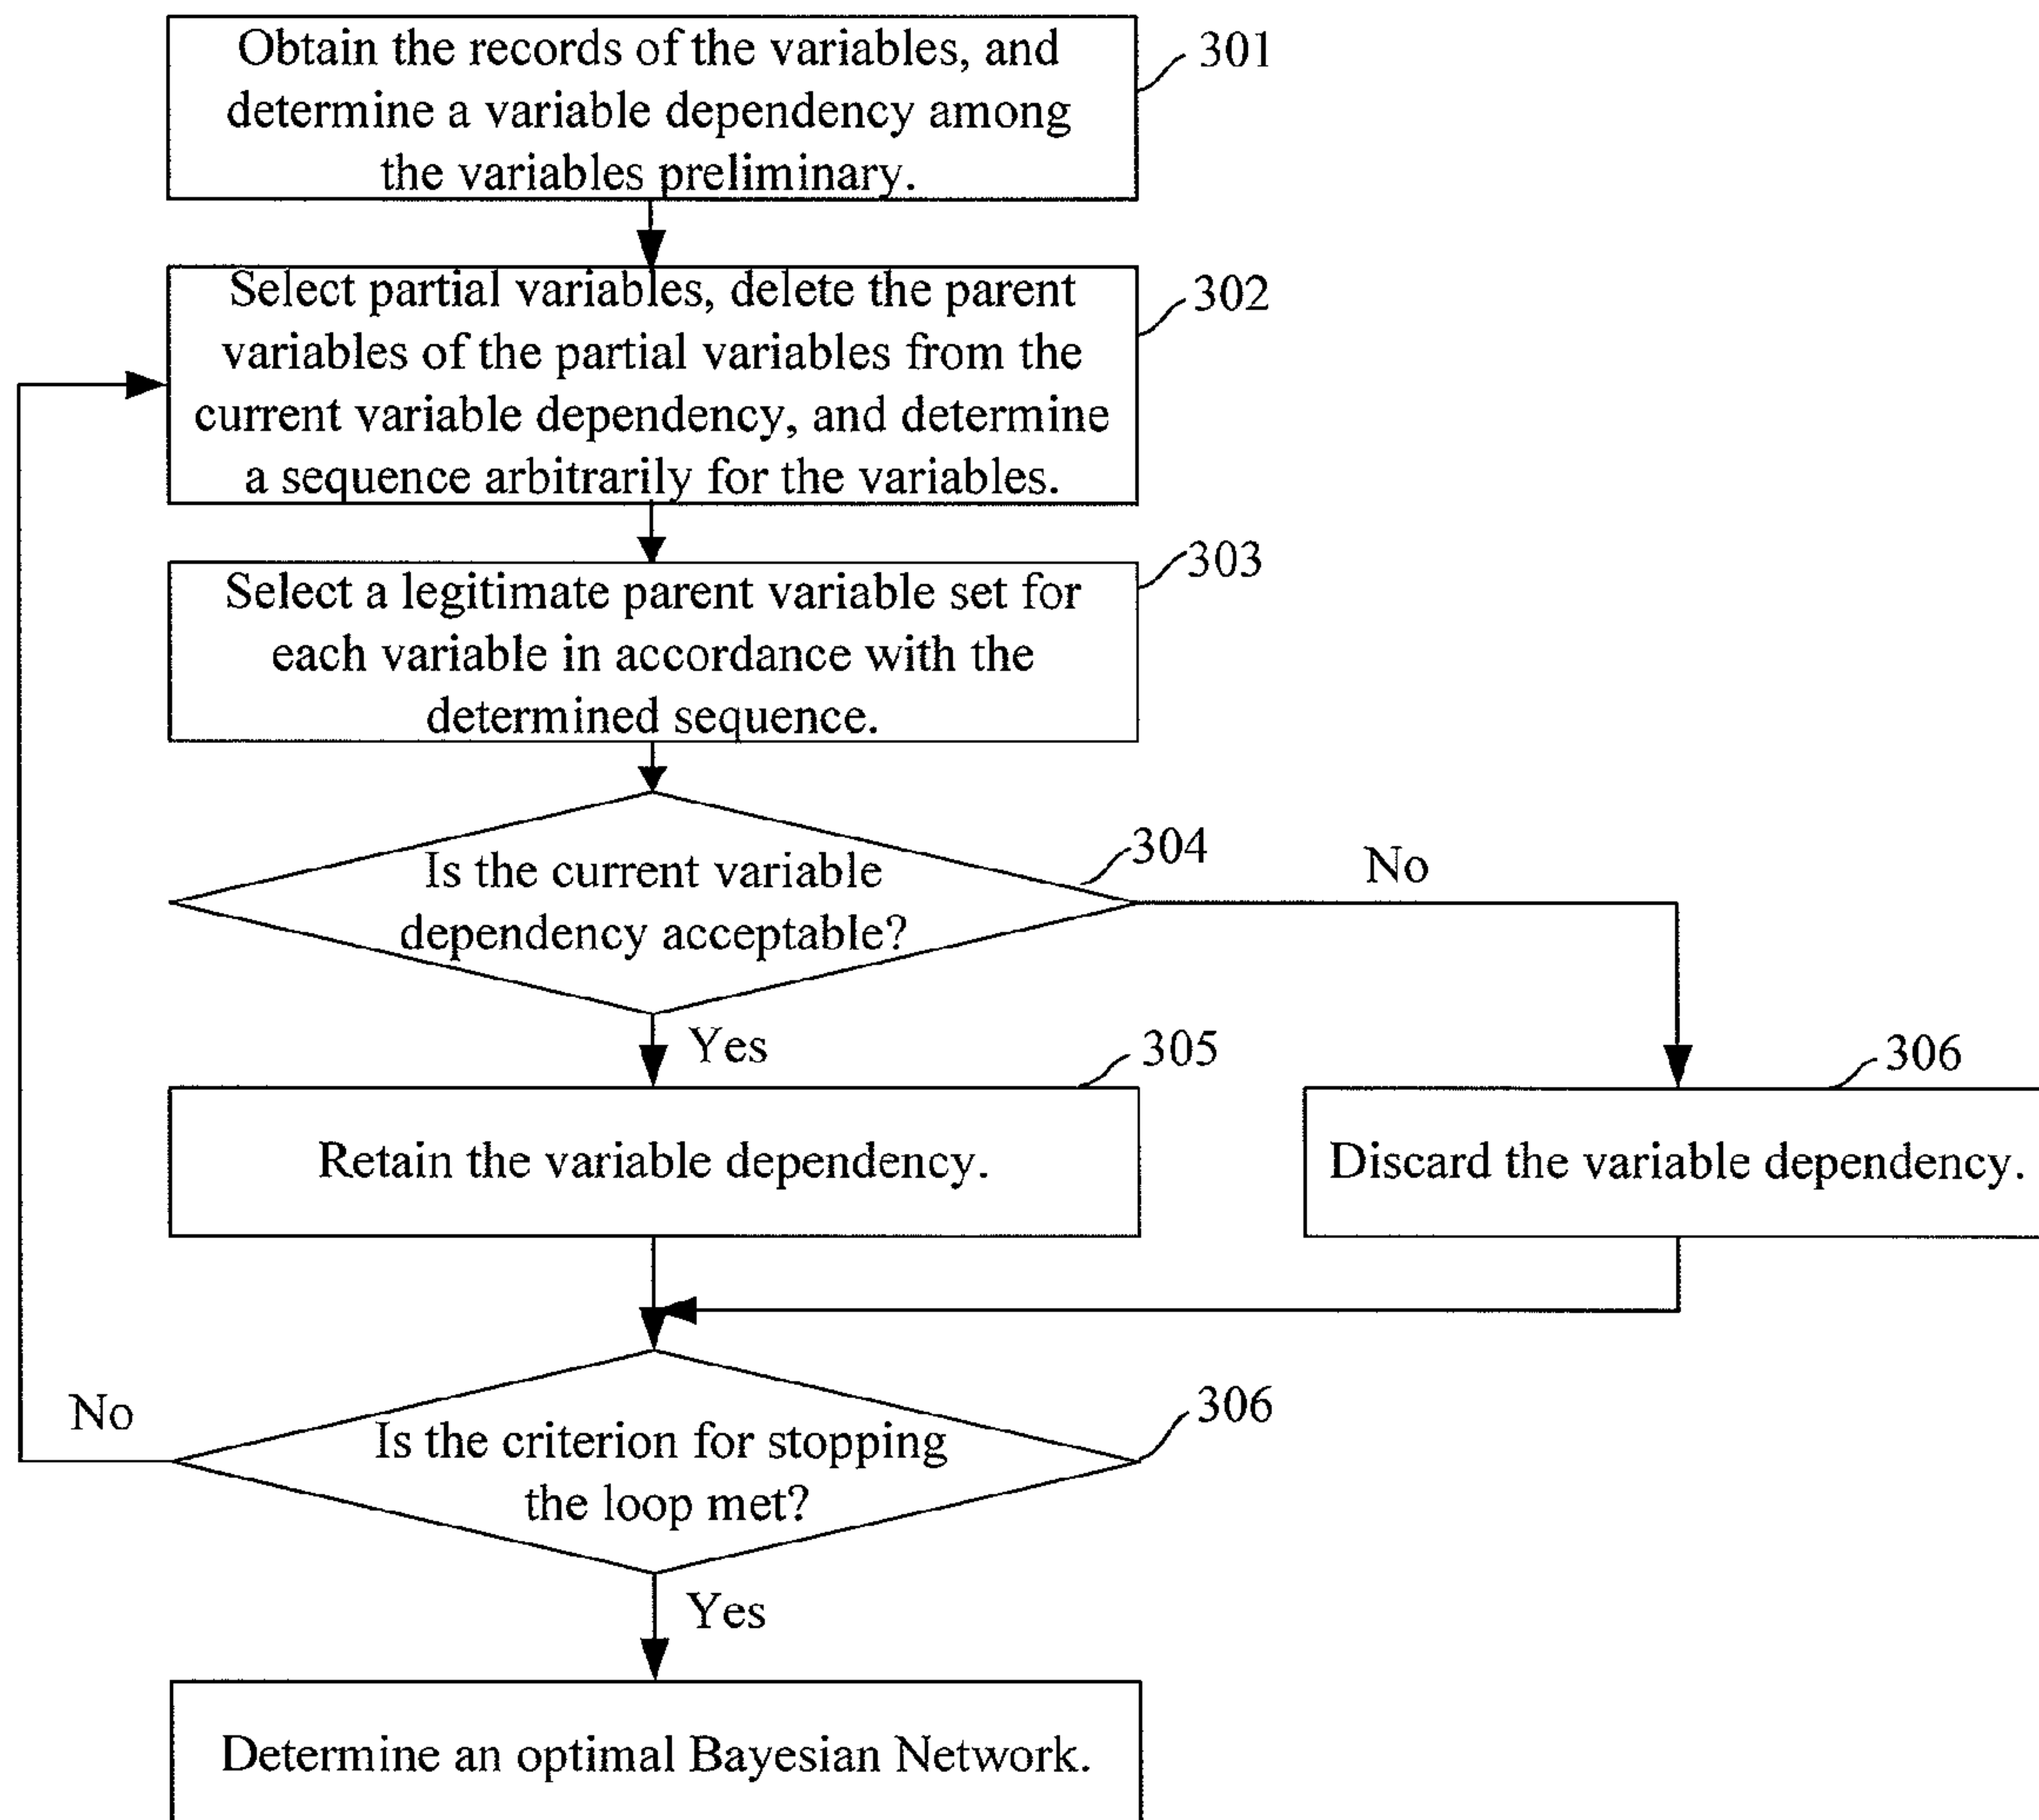 Obtain the records of the variables, and
determine a variable dependency among
the variables preliminary.
301
Select partial variables, delete the parent
variables of the partial variables from the
current variable dependency, and determine
a sequence arbitrarily for the variables.
302
Select a legitimate parent variable set for
each variable in accordance with the
determined sequence.
303
Is the current variable
dependency acceptable?
304
No
Yes
305
306
Retain the variable dependency.
Discard the variable dependency.
No
Is the criterion for stopping
the loop met?
306
Yes
Determine an optimal Bayesian Network.